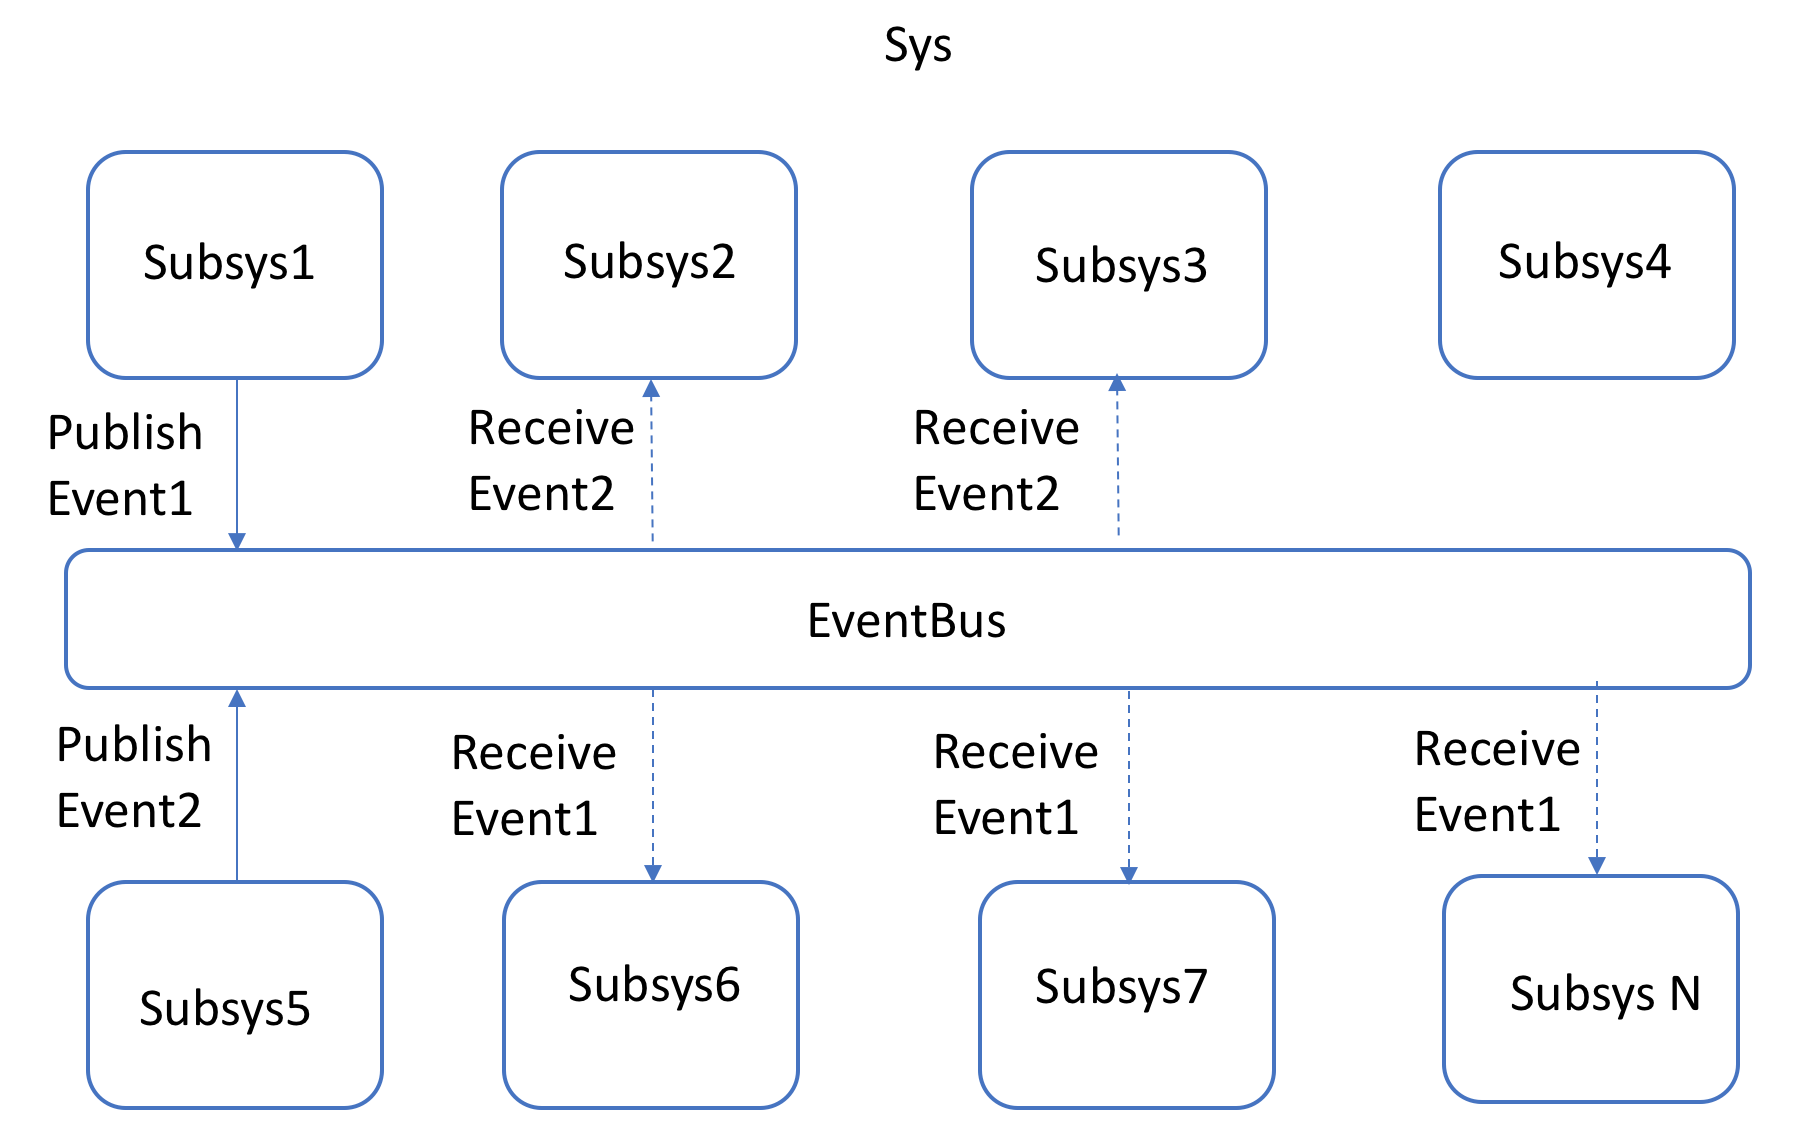 Sys
Subsys1
Subsys2
Subsys3
Subsys4
Publish
Event1
Receive
Event2
Receive
Event2
EventBus
Publish
Event2
Receive
Event1
Receive
Event1
Receive
Event1
Subsys5
Subsys6
Subsys7
Subsys N